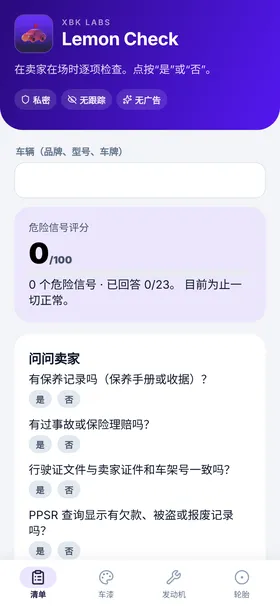 XBK LABS
Lemon Check
在卖家在场时逐项检查。点按“是”或“否”。
私密
无跟踪
无广告
车辆（品牌、型号、车牌）
危险信号评分
0/100
0 个危险信号 · 已回答 0/23。 目前为止一
切正常。
问问卖家
有保养记录吗（保养手册或收据）？
是 否
有过事故或保险理赔吗？
是 否
行驶证文件与卖家证件和车架号一致吗？
是 否
PPSR 查询显示有欠款、被盗或报废记录
吗？
是 否
清单
车漆
发动机
轮胎